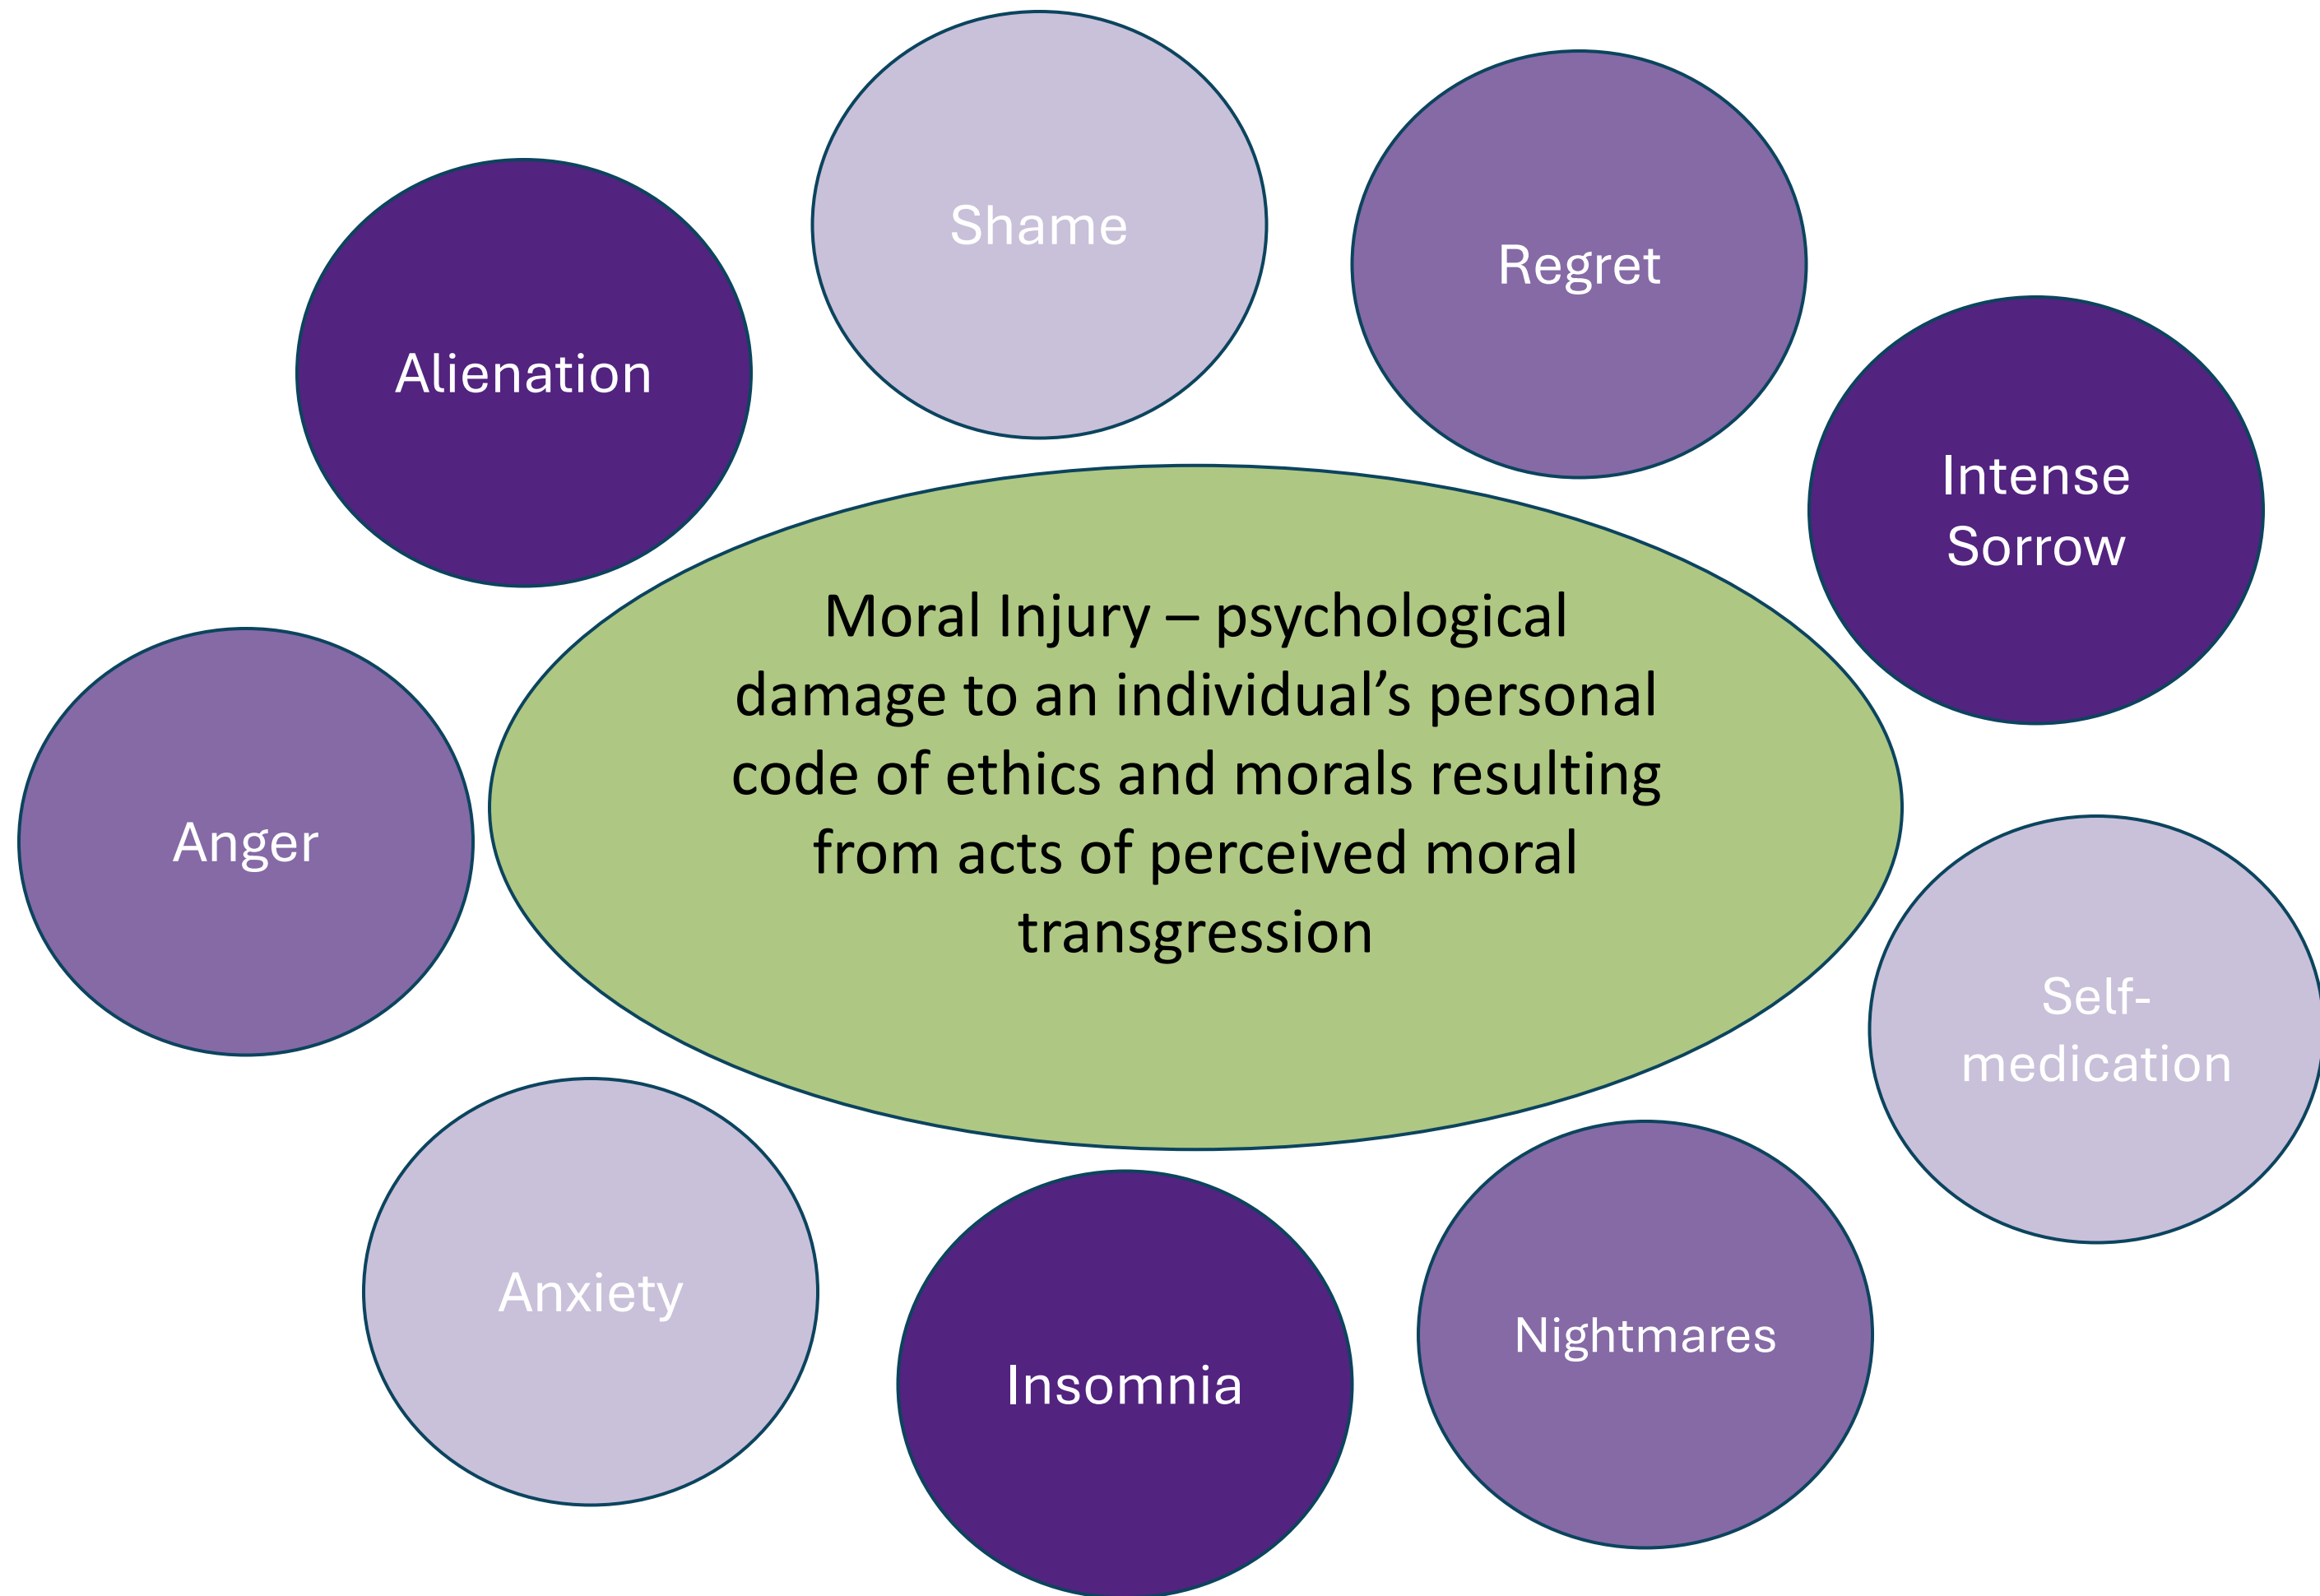 Shame
Regret
Alienation
Intense
Sorrow
Moral Injury – psychological
damage to an individual’s personal
code of ethics and morals resulting
from acts of perceived moral
transgression
Anger
Self-
medication
Anxiety
Nightmares
Insomnia